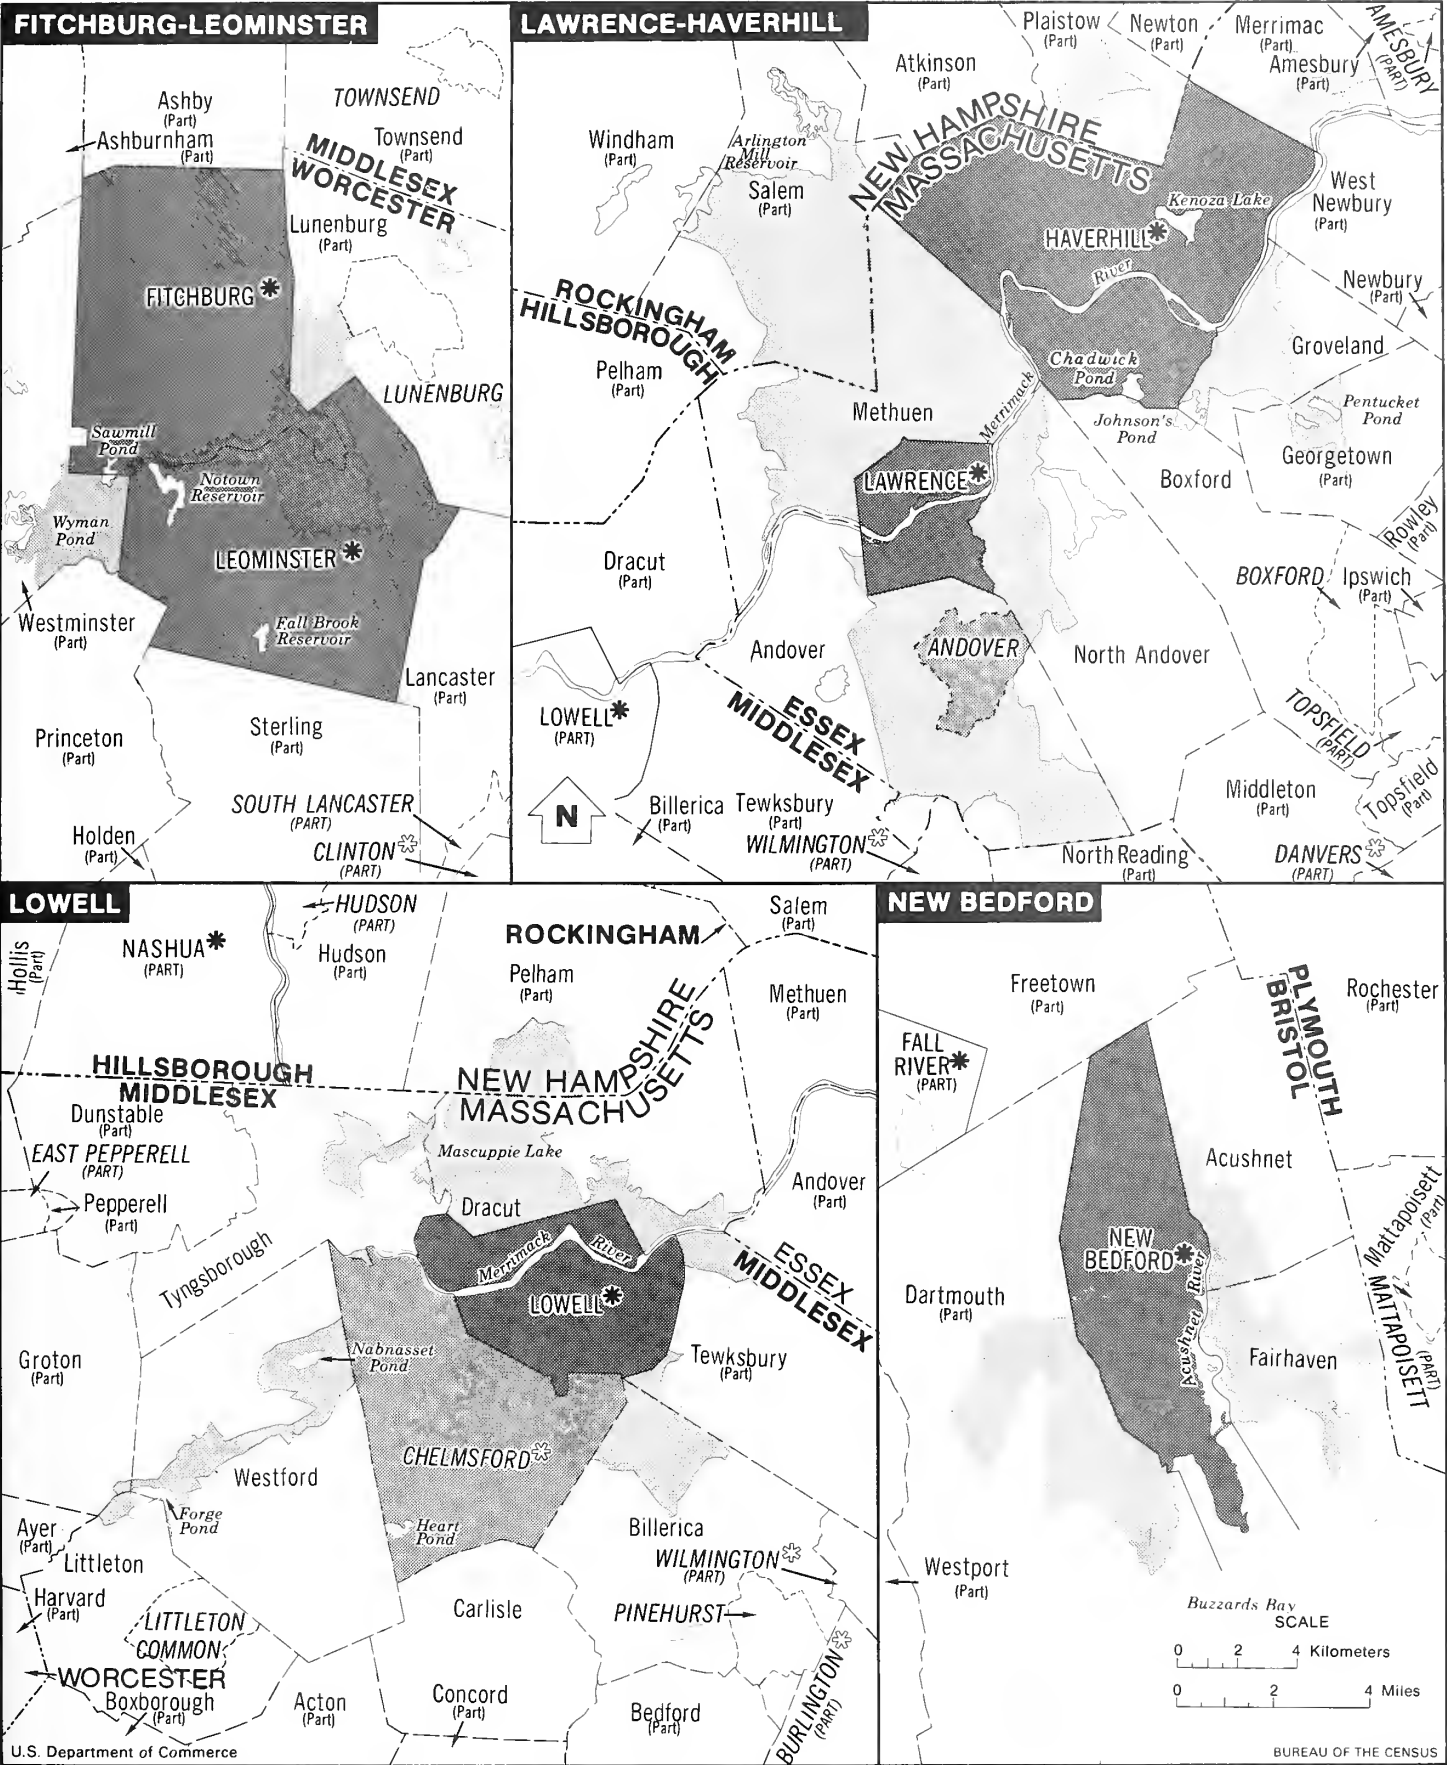 FITCHBURG-LEOMINSTER
Ashby
(Part)
Ashburnham
(Part)
TOWNSEND
Townsend
(Part)
MIDDLESEX
WORCESTER
Lunenburg
(Part)
FITCHBURG
LUNENBURG
Sawmill
Pond
Notown
Reservoir
Wyman
Pond
LEOMINSTER
Westminster
(Part)
Fall Brook
Reservoir
Lancaster
(Part)
Princeton
(Part)
Sterling
(Part)
SOUTH LANCASTER
(PART)
Holden
(Part)
CLINTON
(PART)
LAWRENCE-HAVERHILL
Plaistow
(Part)
Newton
(Part)
Merrimac
(Part)
Amesbury
(Part)
AMESBURY
(PART)
Atkinson
(Part)
Windham
(Part)
Arlington
Mill
Reservoir
Salem
(Part)
NEW HAMPSHIRE
MASSACHUSETTS
West
Newbury
(Part)
Kenoza Lake
HAVERHILL
River
Newbury
(Part)
ROCKINGHAM
HILLSBOROUGH
Groveland
Pelham
(Part)
Chadwick
Pond
Methuen
Merrimack
Johnson's
Pond
Pentucket
Pond
Georgetown
(Part)
LAWRENCE
Boxford
Rowley
(Part)
Dracut
(Part)
BOXFORD
Ipswich
(Part)
Andover
ANDOVER
North Andover
LOWELL
(PART)
ESSEX
MIDDLESEX
TOPSFIELD
(PART)
Topsfield
(Part)
Middleton
(Part)
N
Billerica
(Part)
Tewksbury
(Part)
WILMINGTON
(PART)
North Reading
(Part)
DANVERS
(PART)
LOWELL
Hollis
(Part)
NASHUA
(PART)
HUDSON
(PART)
Hudson
(Part)
ROCKINGHAM
Salem
(Part)
Pelham
(Part)
Methuen
(Part)
HILLSBOROUGH
MIDDLESEX
NEW HAMPSHIRE
MASSACHUSETTS
Dunstable
(Part)
EAST PEPPERELL
(PART)
Pepperell
(Part)
Mascuppic Lake
Andover
(Part)
Dracut
Tyngsborough
Merrimack
River
LOWELL
ESSEX
MIDDLESEX
Groton
(Part)
Nabnasset
Pond
Tewksbury
(Part)
CHELMSFORD
Westford
Forge
Pond
Heart
Pond
Ayer
(Part)
Littleton
Billerica
WILMINGTON
(PART)
Harvard
(Part)
LITTLETON
COMMON
Carlisle
PINEHURST
WORCESTER
Boxborough
(Part)
Acton
(Part)
Concord
(Part)
Bedford
(Part)
BURLINGTON
(PART)
U.S. Department of Commerce
NEW BEDFORD
Freetown
(Part)
PLYMOUTH
BRISTOL
Rochester
(Part)
FALL
RIVER
(PART)
Acushnet
Mattapoisett
(Part)
NEW
BEDFORD
Acushnet River
Dartmouth
(Part)
MATTAPOISETT
(PART)
Fairhaven
Westport
(Part)
Buzzards Bay
SCALE
0 2 4 Kilometers
0 2 4 Miles
BUREAU OF THE CENSUS